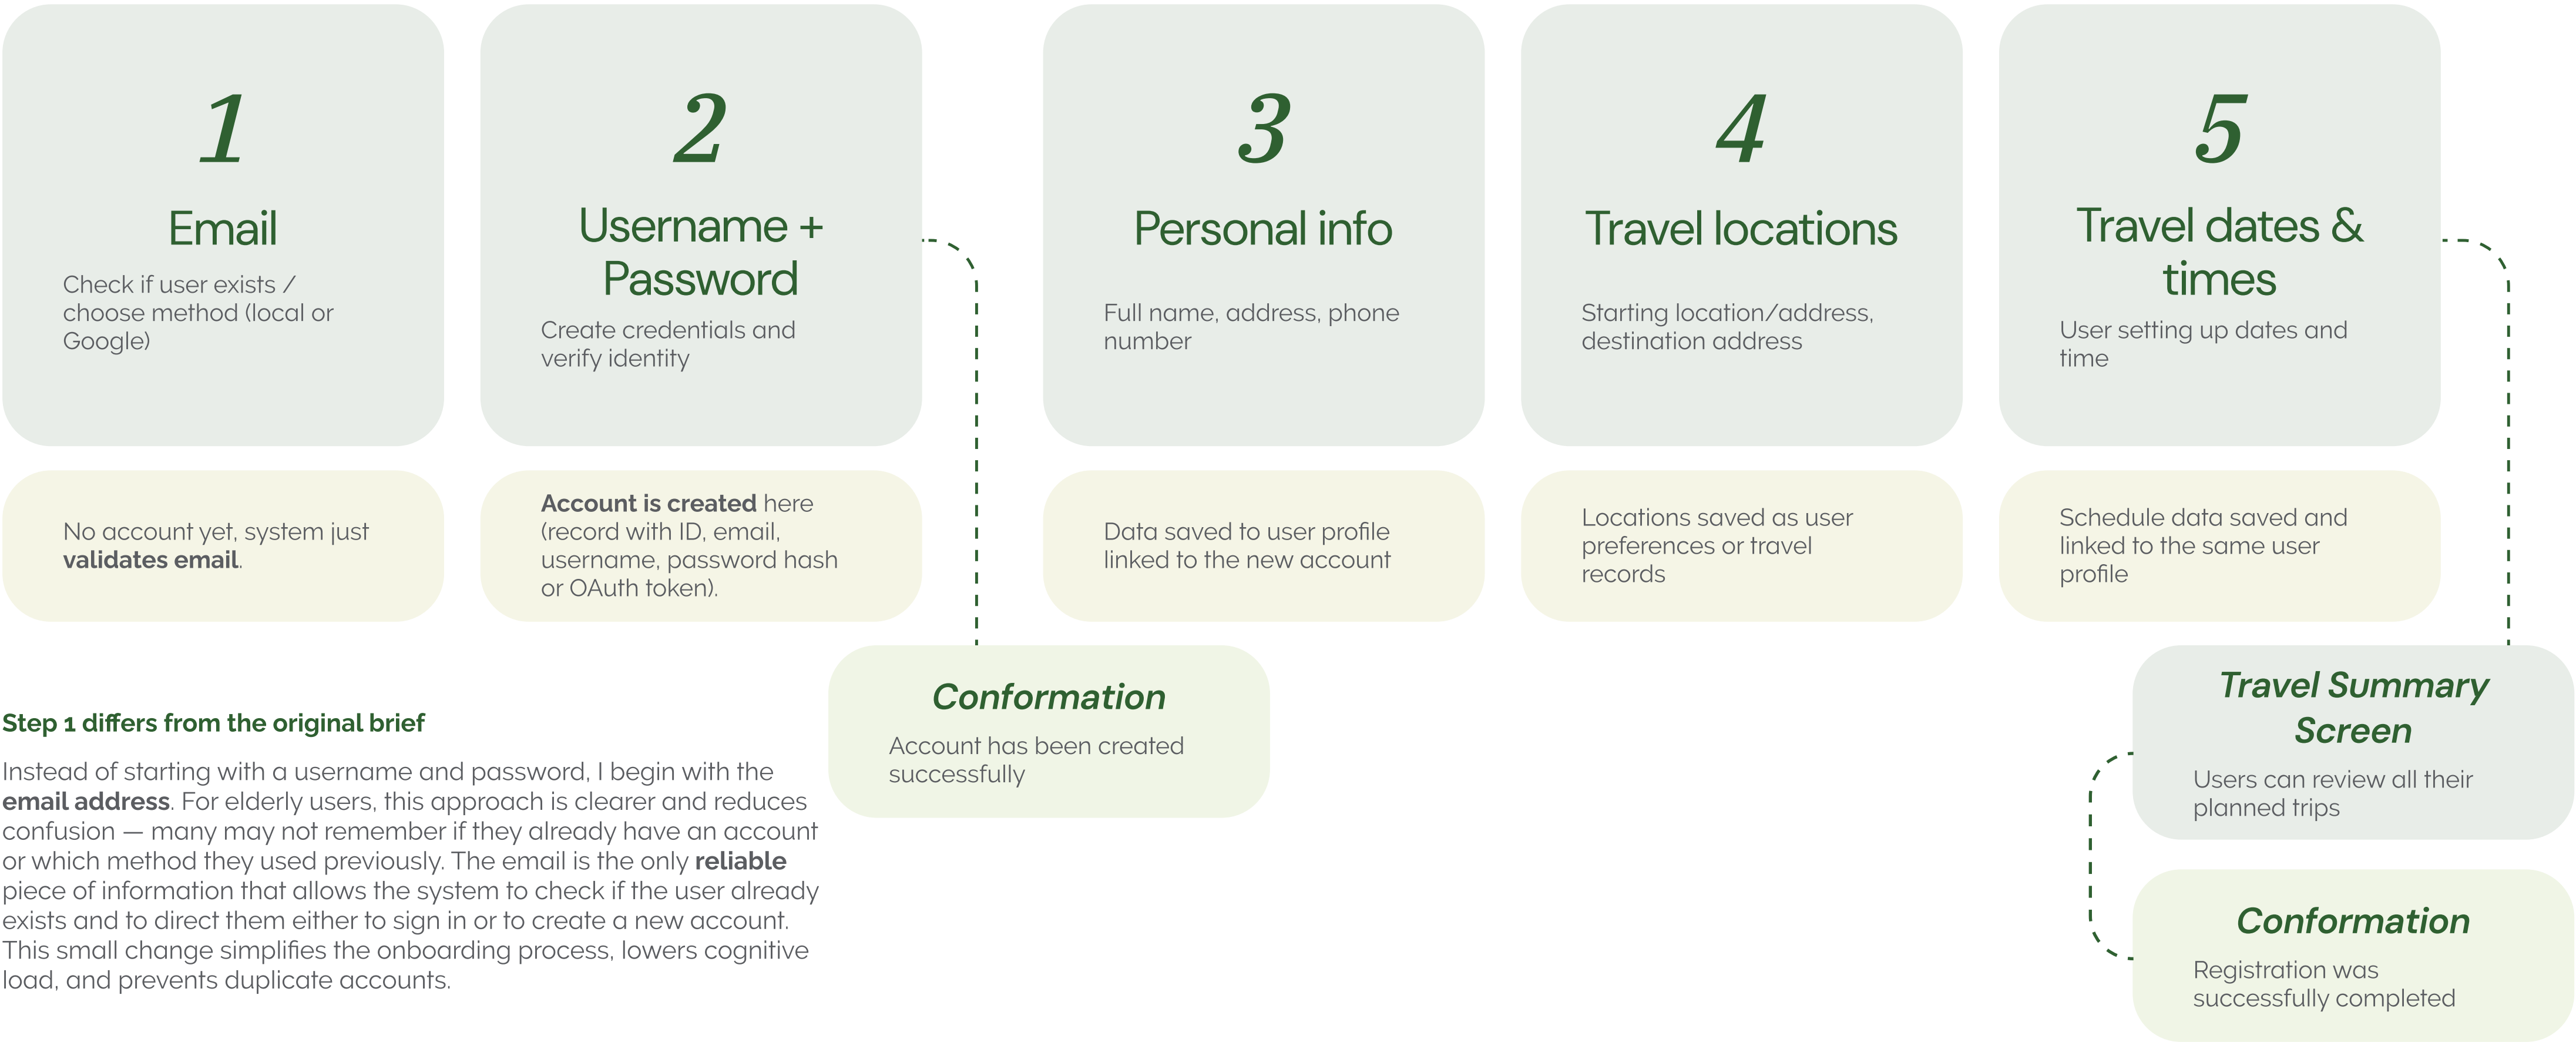 1
Email
Check if user exists /
choose method (local or
Google)
No account yet, system just
validates email.
2
Username +
Password
Create credentials and
verify identity
Account is created here
(record with ID, email,
username, password hash
or OAuth token).
Conformation
Account has been created
successfully
3
Personal info
Full name, address, phone
number
Data saved to user profile
linked to the new account
4
Travel locations
Starting location/address,
destination address
Locations saved as user
preferences or travel
records
5
Travel dates &
times
User setting up dates and
time
Schedule data saved and
linked to the same user
profile
Travel Summary
Screen
Users can review all their
planned trips
Conformation
Registration was
successfully completed
Step 1 differs from the original brief
Instead of starting with a username and password, I begin with the
email address. For elderly users, this approach is clearer and reduces
confusion — many may not remember if they already have an account
or which method they used previously. The email is the only reliable
piece of information that allows the system to check if the user already
exists and to direct them either to sign in or to create a new account.
This small change simplifies the onboarding process, lowers cognitive
load, and prevents duplicate accounts.